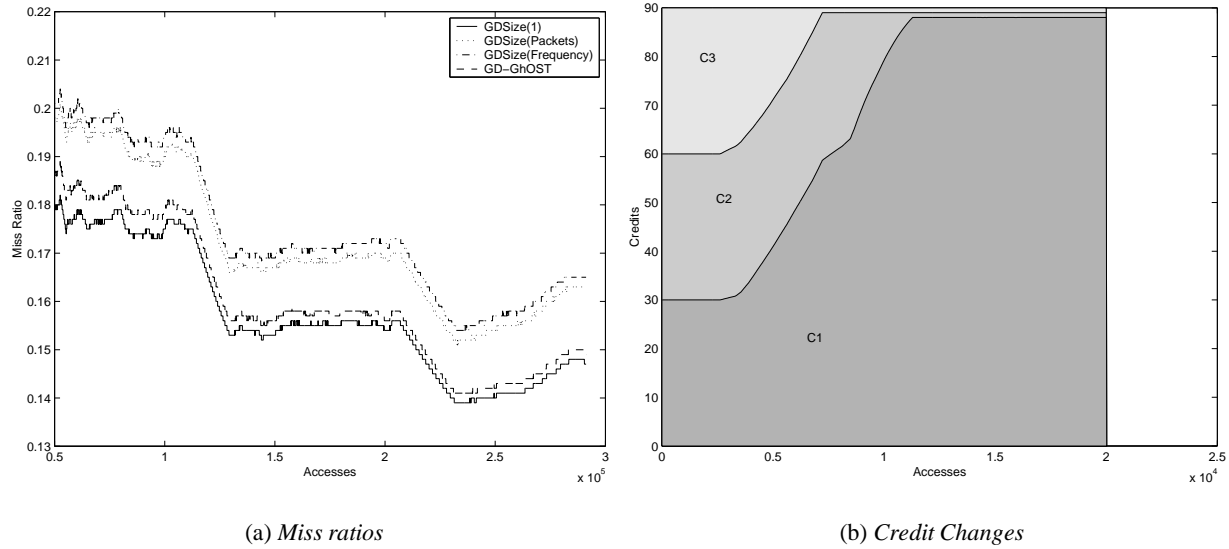 0.22
0.21
0.2
0.19
0.18
0.17
0.16
0.15
0.14
0.13
Miss Ratio
GDSize(1)
GDSize(Packets)
GDSize(Frequency)
GD−GhOST
0.5 1 1.5 2 2.5 3
Accesses
x 10^5
90
80
70
60
50
40
30
20
10
0
Credits
C3
C2
C1
0 0.5 1 1.5 2 2.5
Accesses
x 10^4
(a) Miss ratios
(b) Credit Changes